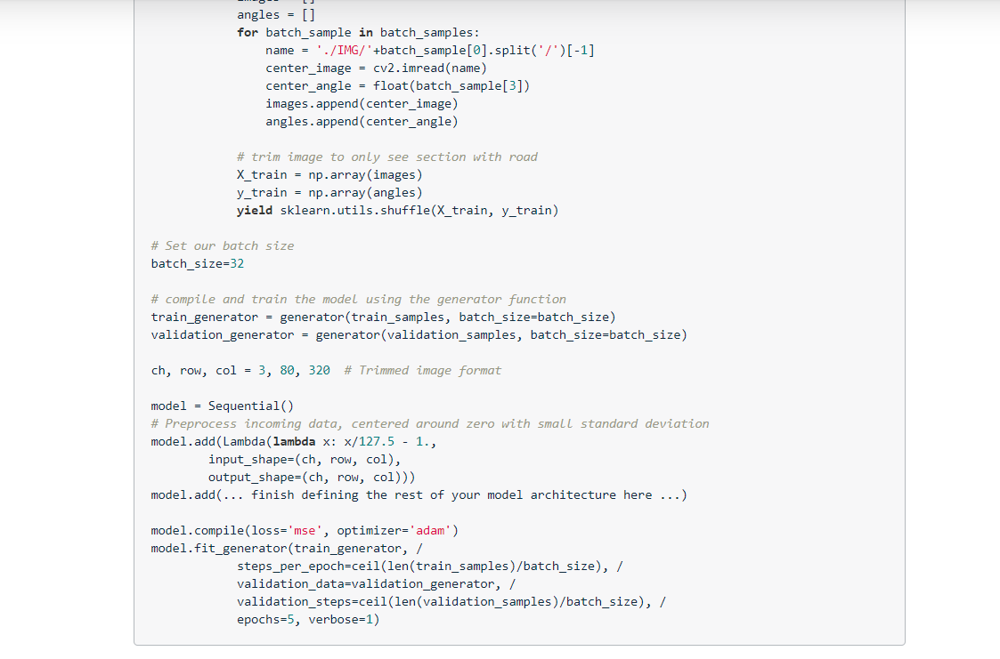 angles = []
for batch_sample in batch_samples:
name = './IMG/'+batch_sample[0].split('/')[-1]
center_image = cv2.imread(name)
center_angle = float(batch_sample[3])
images.append(center_image)
angles.append(center_angle)
# trim image to only see section with road
X_train = np.array(images)
y_train = np.array(angles)
yield sklearn.utils.shuffle(X_train, y_train)
# Set our batch size
batch_size=32
# compile and train the model using the generator function
train_generator = generator(train_samples, batch_size=batch_size)
validation_generator = generator(validation_samples, batch_size=batch_size)
ch, row, col = 3, 80, 320  # Trimmed image format
model = Sequential()
# Preprocess incoming data, centered around zero with small standard deviation
model.add(Lambda(lambda x: x/127.5 - 1.,
input_shape=(ch, row, col),
output_shape=(ch, row, col)))
model.add(... finish defining the rest of your model architecture here ...)
model.compile(loss='mse', optimizer='adam')
model.fit_generator(train_generator, /
steps_per_epoch=ceil(len(train_samples)/batch_size), /
validation_data=validation_generator, /
validation_steps=ceil(len(validation_samples)/batch_size), /
epochs=5, verbose=1)